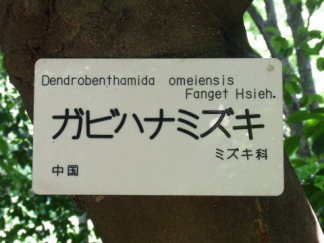 Dendrobenthamida omeiensis
Fanget Hsieh.
ガビハナミズキ
ミズキ科
中国